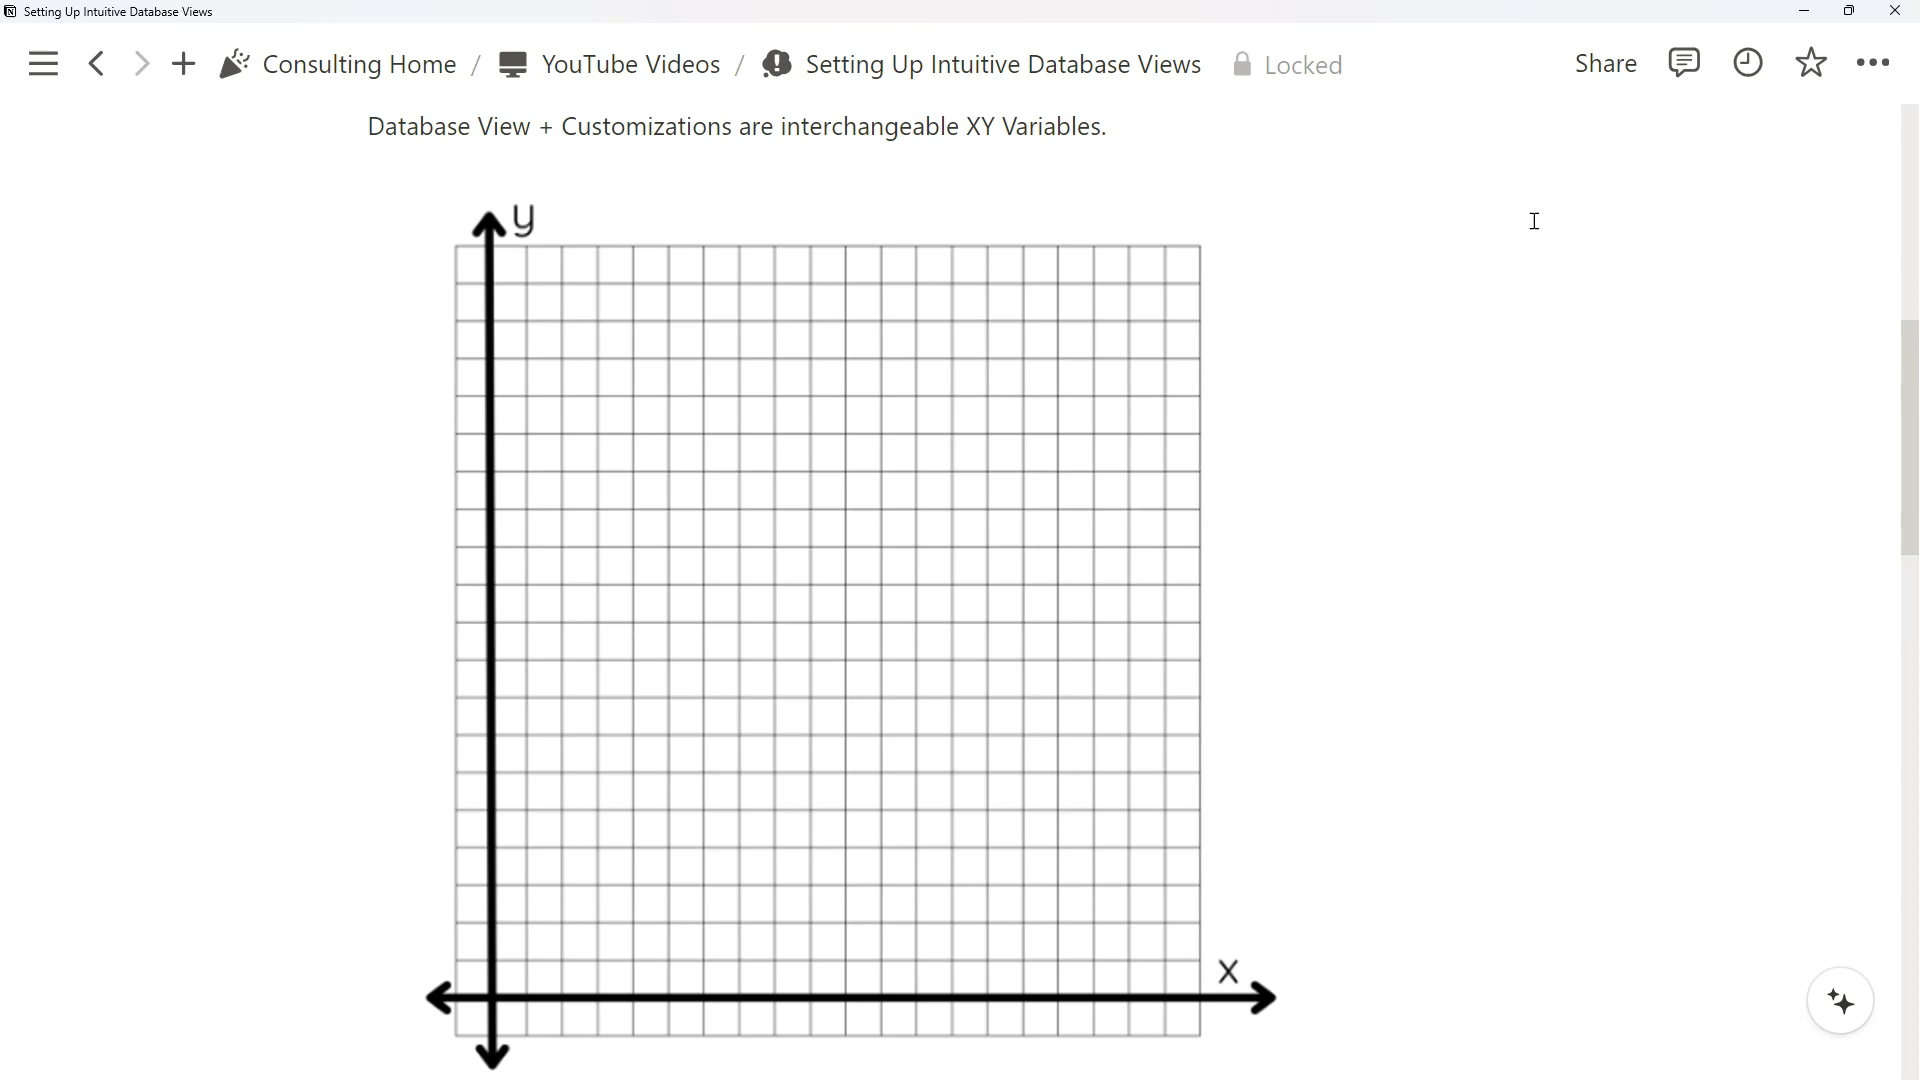 Setting Up Intuitive Database Views
Consulting Home / YouTube Videos / Setting Up Intuitive Database Views Locked Share
Database View + Customizations are interchangeable XY Variables.
y
x